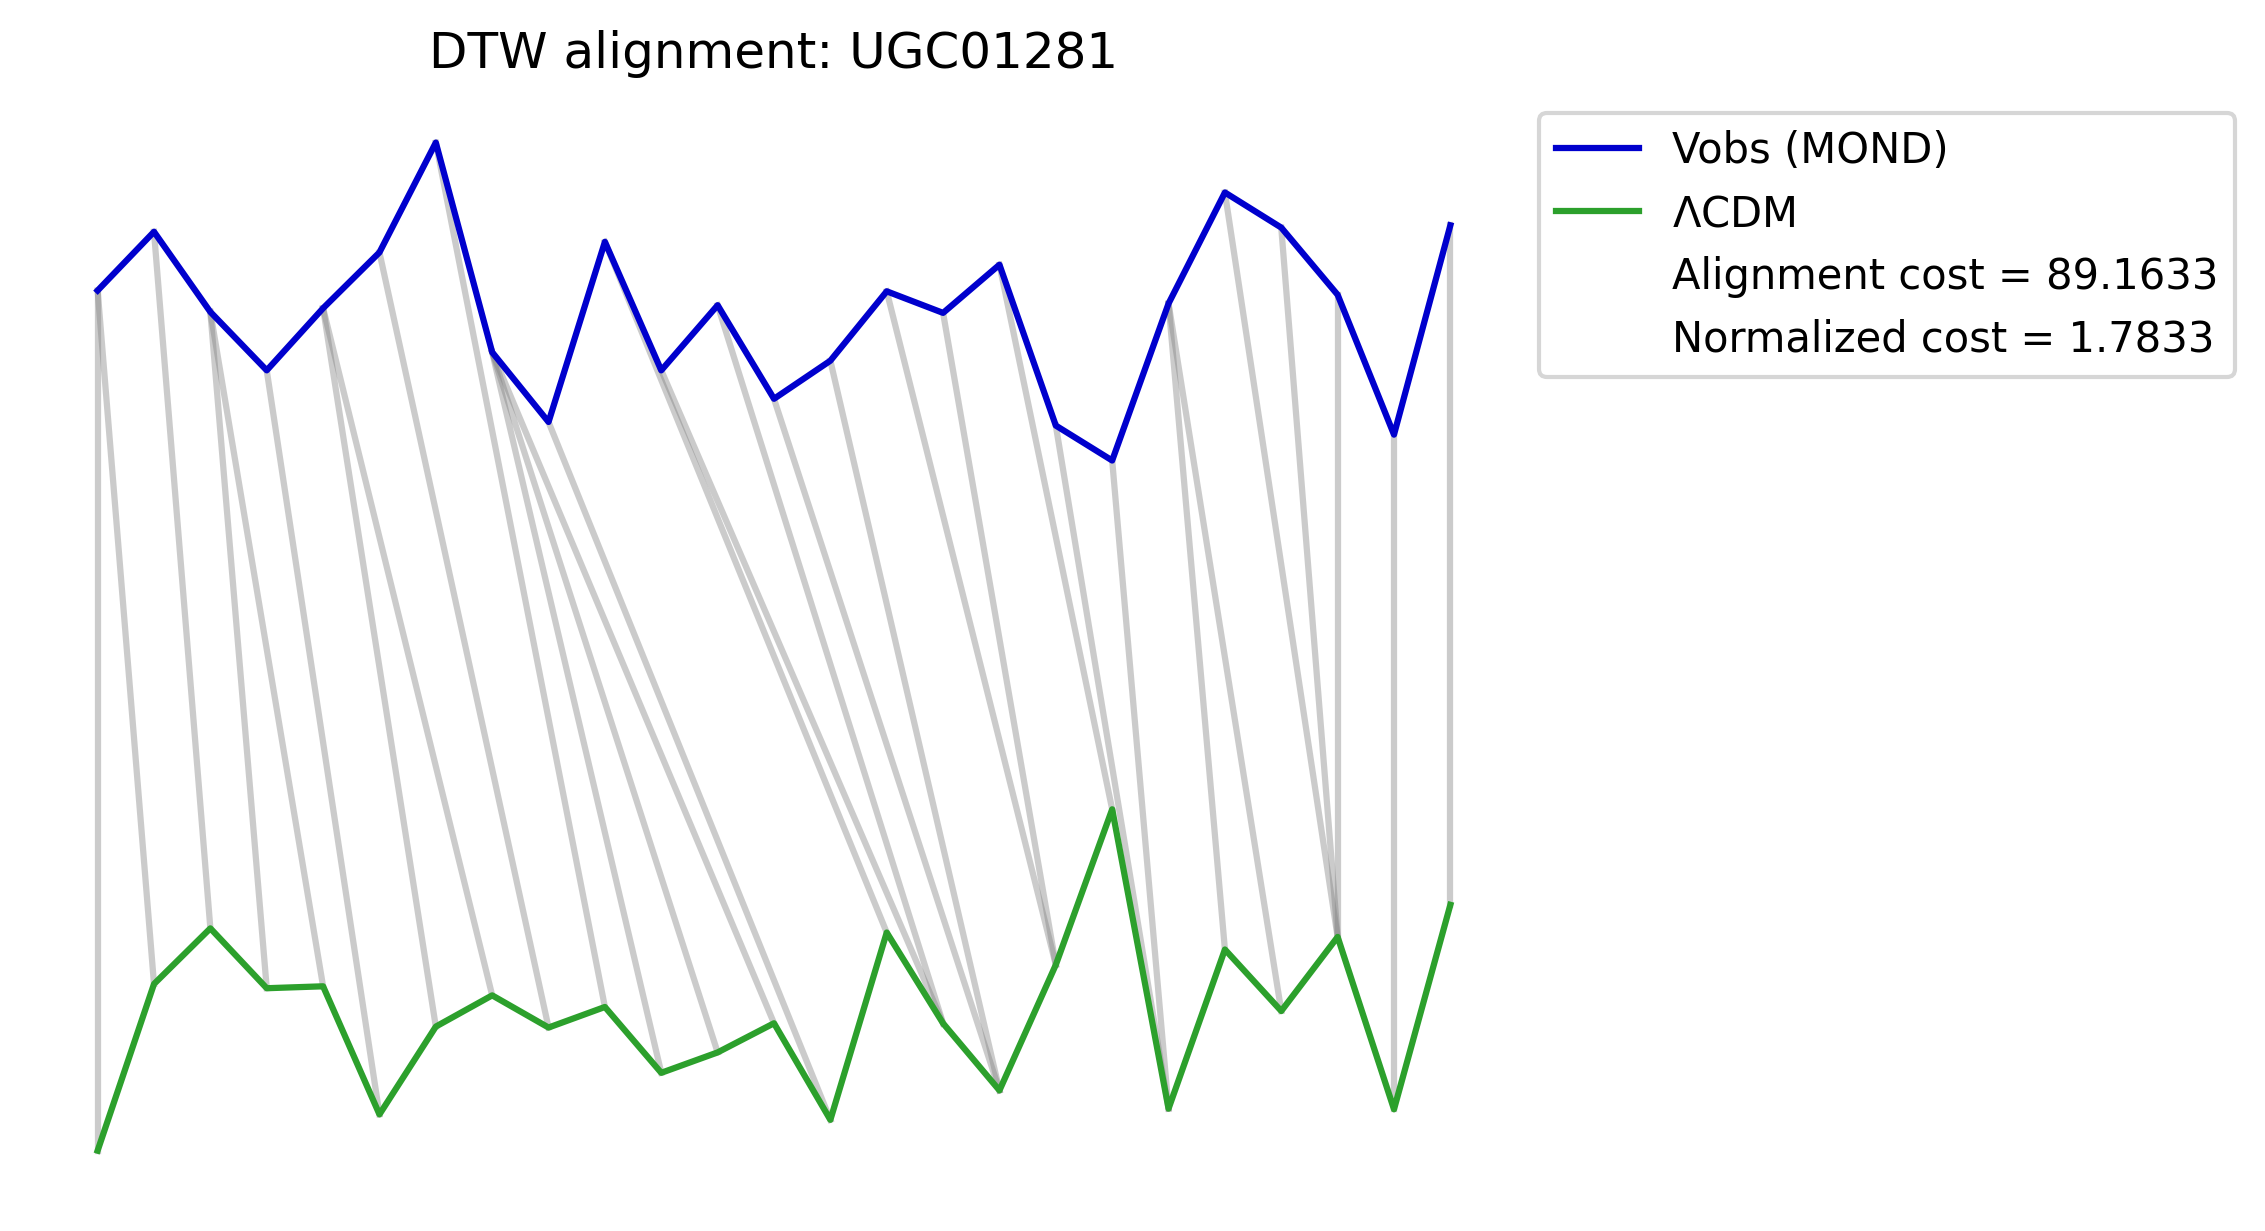 DTW alignment: UGC01281
Vobs (MOND)
ΛCDM
Alignment cost = 89.1633
Normalized cost = 1.7833